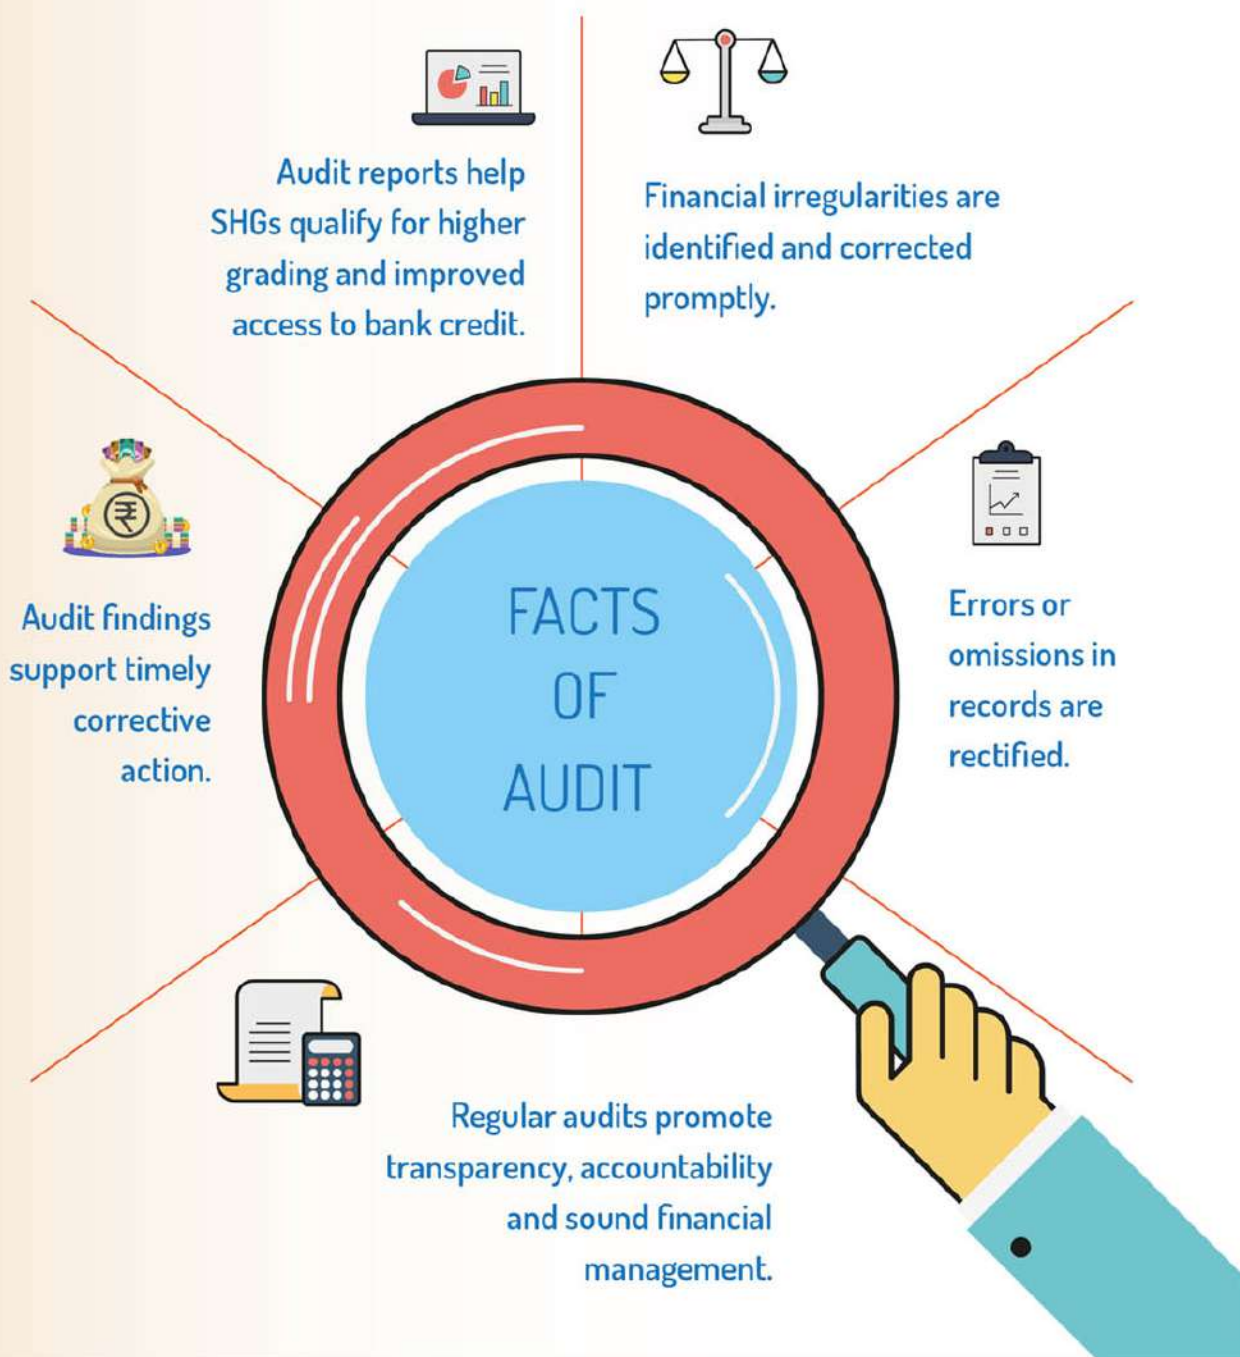 Audit reports help
SHGs qualify for higher
grading and improved
access to bank credit.
Financial irregularities are
identified and corrected
promptly.
Audit findings
support timely
corrective
action.
FACTS
OF
AUDIT
Errors or
omissions in
records are
rectified.
Regular audits promote
transparency, accountability
and sound financial
management.